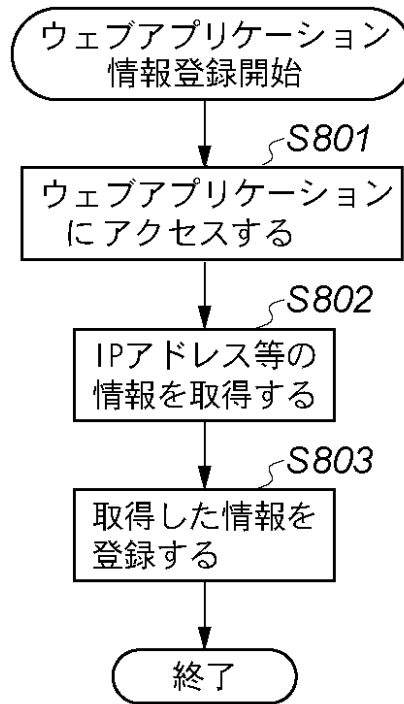 ウェブアプリケーション
情報登録開始
S801
ウェブアプリケーション
にアクセスする
S802
IPアドレス等の
情報を取得する
S803
取得した情報を
登録する
終了